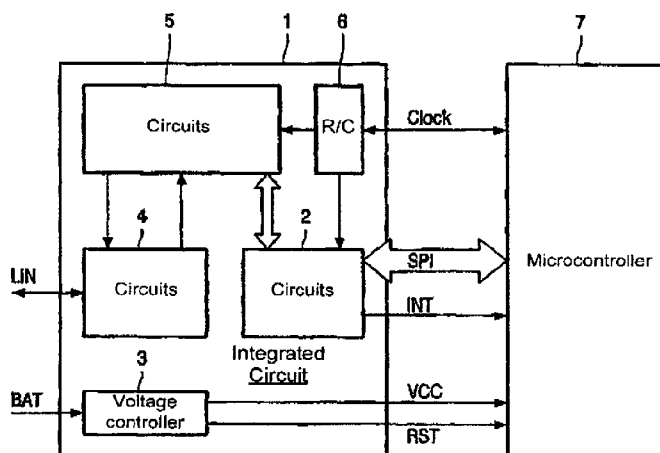 5
1
6
7
Circuits
R/C
Clock
4
2
LIN
Circuits
Circuits
SPI
Microcontroller
INT
Integrated
Circuit
3
BAT
Voltage
controller
VCC
RST